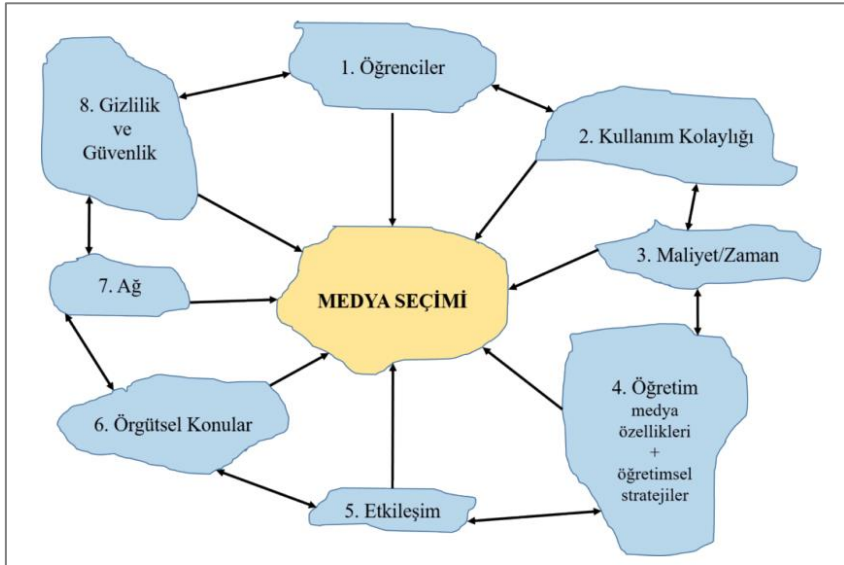 1. Öğrenciler
2. Kullanım Kolaylığı
3. Maliyet/Zaman
4. Öğretim
medya
özellikleri
+
öğretimsel
stratejiler
5. Etkileşim
6. Örgütsel Konular
7. Ağ
8. Gizlilik
ve
Güvenlik
MEDYA SEÇİMİ